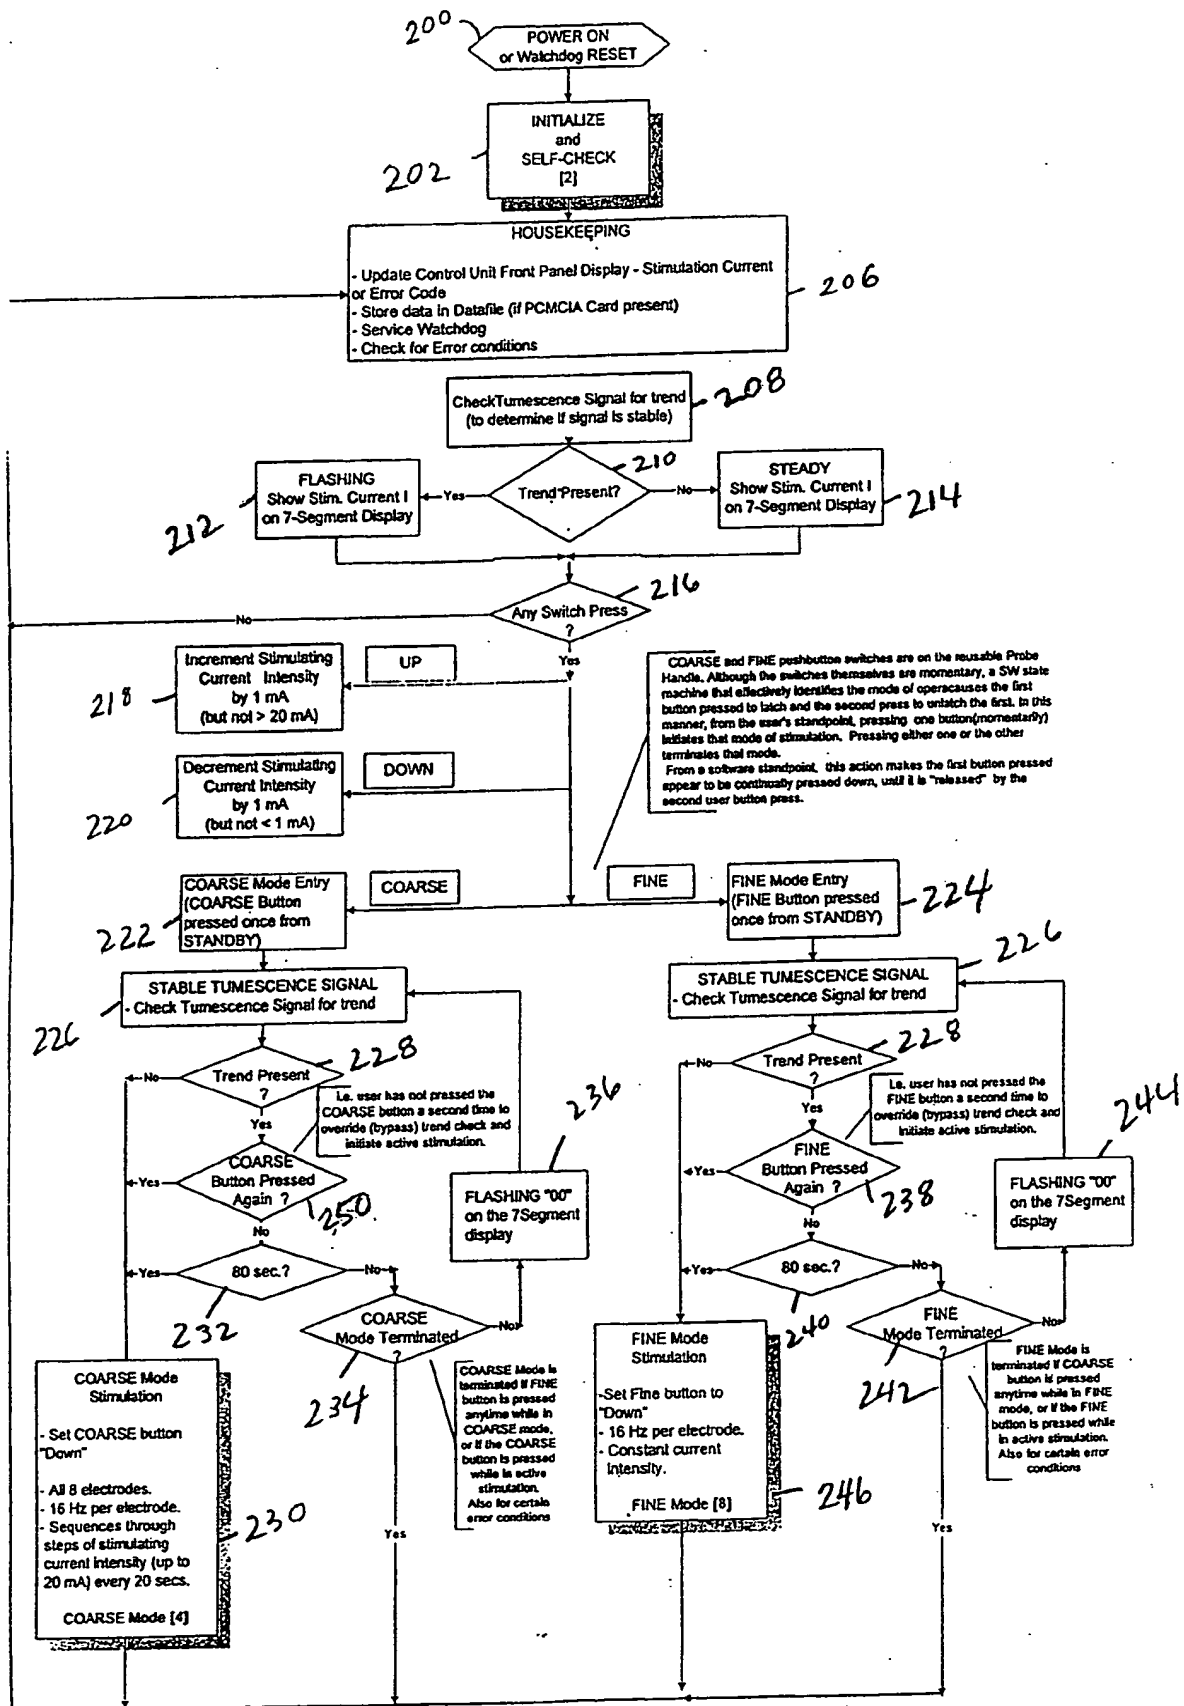 200
POWER ON
or Watchdog RESET
INITIALIZE
and
SELF-CHECK
[2]
202
HOUSEKEEPING
- Update Control Unit Front Panel Display - Stimulation Current
or Error Code
- Store data in Datafile (if PCMCIA Card present)
- Service Watchdog
- Check for Error conditions
206
CheckTumescence Signal for trend
(to determine if signal is stable)
208
210
Trend Present?
Yes
No
FLASHING
Show Stim. Current I
on 7-Segment Display
212
STEADY
Show Stim. Current I
on 7-Segment Display
214
216
Any Switch Press
?
No
Yes
Increment Stimulating
Current Intensity
by 1 mA
(but not > 20 mA)
218
UP
Decrement Stimulating
Current Intensity
by 1 mA
(but not < 1 mA)
220
DOWN
COARSE and FINE pushbutton switches are on the reusable Probe
Handle. Although the switches themselves are momentary, a SW state
machine that effectively identifies the mode of operacauses the first
button pressed to latch and the second press to unlatch the first. In this
manner, from the user's standpoint, pressing one button(momentarily)
initiates that mode of stimulation. Pressing either one or the other
terminates that mode.
From a software standpoint, this action makes the first button pressed
appear to be continually pressed down, until it is "released" by the
second user button press.
COARSE Mode Entry
(COARSE Button
pressed once from
STANDBY)
222
COARSE
FINE
FINE Mode Entry
(FINE Button pressed
once from STANDBY)
224
STABLE TUMESCENCE SIGNAL
- Check Tumescence Signal for trend
226
STABLE TUMESCENCE SIGNAL
- Check Tumescence Signal for trend
226
Trend Present
?
228
No
Yes
i.e. user has not pressed the
COARSE button a second time to
override (bypass) trend check and
initiate active stimulation.
236
Trend Present
?
228
No
Yes
i.e. user has not pressed the
FINE button a second time to
override (bypass) trend check and
initiate active stimulation.
244
COARSE
Button Pressed
Again ?
250
Yes
No
FLASHING "00"
on the 7Segment
display
FINE
Button Pressed
Again ?
238
Yes
No
FLASHING "00"
on the 7Segment
display
80 sec.?
232
Yes
No
80 sec.?
240
Yes
No
COARSE
Mode Terminated
?
234
No
Yes
FINE
Mode Terminated
?
242
No
Yes
COARSE Mode
Stimulation
- Set COARSE button
"Down"
- All 8 electrodes.
- 16 Hz per electrode.
- Sequences through
steps of stimulating
current intensity (up to
20 mA) every 20 secs.
COARSE Mode [4]
230
COARSE Mode is
terminated if FINE
button is pressed
anytime while in
COARSE mode,
or if the COARSE
button is pressed
while in active
stimulation.
Also for certain
error conditions
FINE Mode
Stimulation
-Set Fine button to
"Down"
- 16 Hz per electrode.
- Constant current
intensity.
FINE Mode [8]
246
FINE Mode is
terminated if COARSE
button is pressed
anytime while in FINE
mode, or if the FINE
button is pressed while
in active stimulation.
Also for certain error
conditions